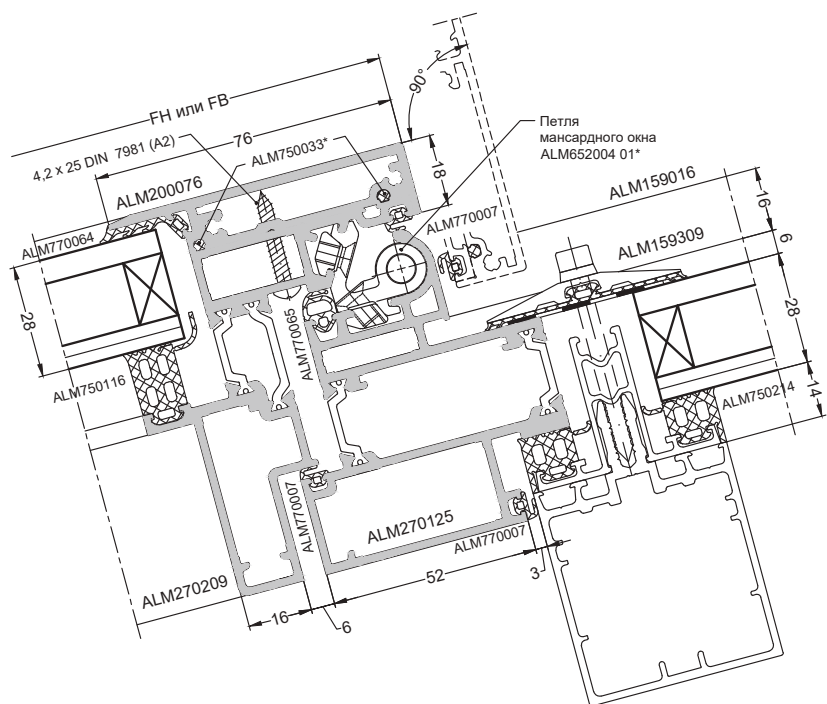 FH или FB
90°
76
4,2 x 25 DIN 7981 (A2)
ALM750033*
Петля
мансардного окна
ALM652004 01*
ALM200076
18
ALM159016
16
ALM770064
ALM770007
ALM159309
6
28
28
ALM770065
ALM750116
ALM750214
14
ALM770007
ALM270125
ALM770007
ALM270209
52
3
16
6